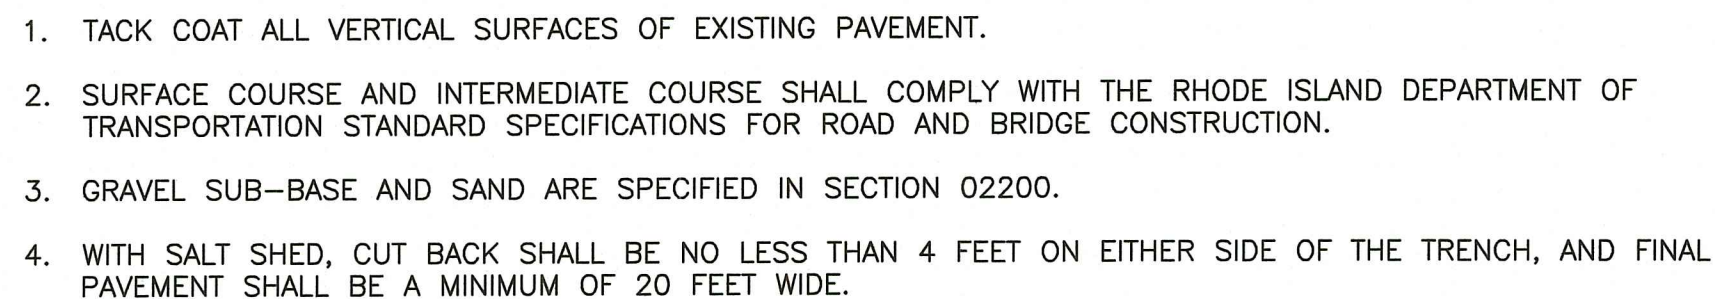 1. TACK COAT ALL VERTICAL SURFACES OF EXISTING PAVEMENT.
2. SURFACE COURSE AND INTERMEDIATE COURSE SHALL COMPLY WITH THE RHODE ISLAND DEPARTMENT OF
TRANSPORTATION STANDARD SPECIFICATIONS FOR ROAD AND BRIDGE CONSTRUCTION.
3. GRAVEL SUB-BASE AND SAND ARE SPECIFIED IN SECTION 02200.
4. WITH SALT SHED, CUT BACK SHALL BE NO LESS THAN 4 FEET ON EITHER SIDE OF THE TRENCH, AND FINAL
PAVEMENT SHALL BE A MINIMUM OF 20 FEET WIDE.